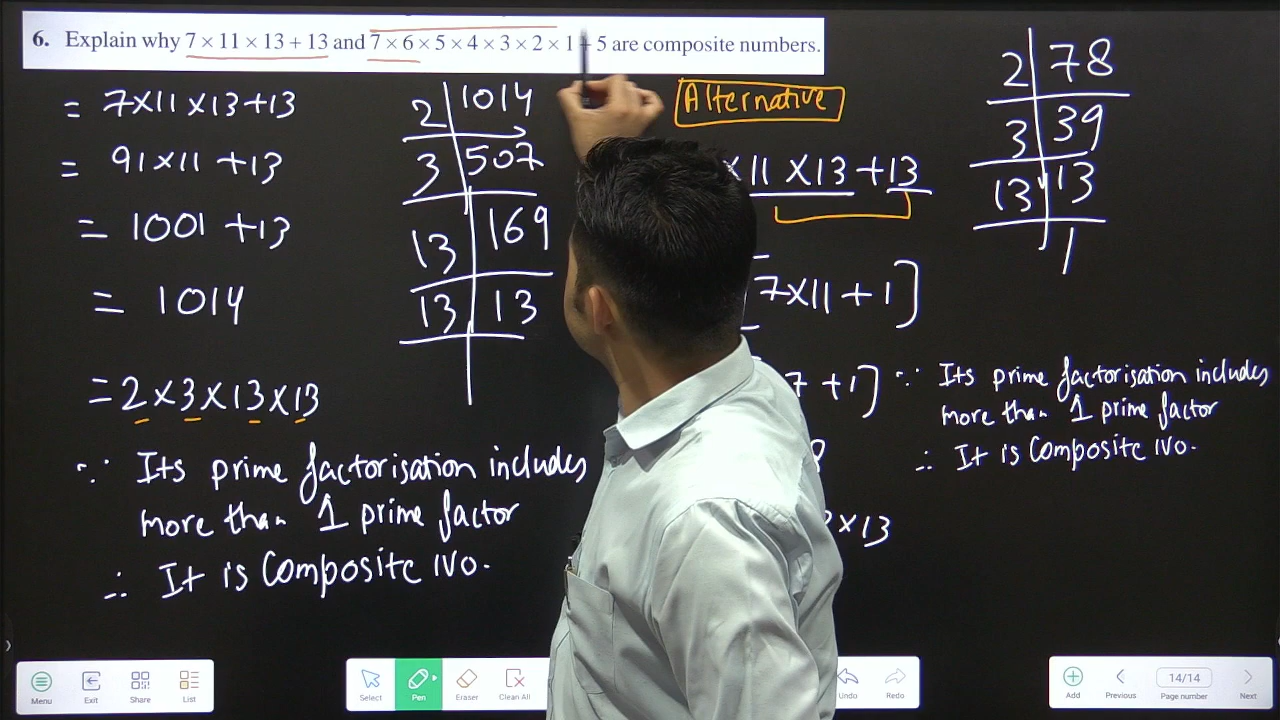 6. Explain why 7 × 11 × 13 + 13 and 7 × 6 × 5 × 4 × 3 × 2 × 1 + 5 are composite numbers.
= 7×11×13+13
= 91×11 +13
= 1001 +13
= 1014
= 2×3×13×13
∵ Its prime factorisation includes
more than 1 prime factor
∴ It is Composite No.
2 | 1014
3 | 507
13 | 169
13 | 13
Alternative
×11 ×13 +13
7×11 + 1]
7 +1]
×13
2 | 78
3 | 39
13 | 13
1
∵ Its prime factorisation includes
more than 1 prime factor
∴ It is Composite No.
Menu Exit Share List
Select Pen Eraser Clean All
Undo Redo
Add Previous 14/14 Page number Next